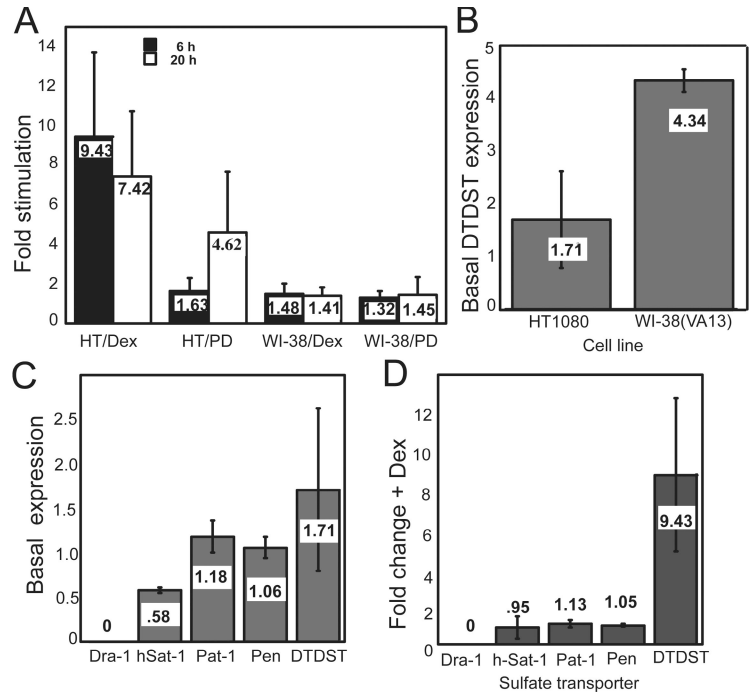 A
Fold stimulation
14
12
10
8
6
4
2
0
6 h
20 h
9.43
7.42
1.63
4.62
1.48
1.41
1.32
1.45
HT/Dex HT/PD WI-38/Dex WI-38/PD
B
Basal DTDST expression
5
4
3
2
1
0
1.71
4.34
HT1080 WI-38(VA13)
Cell line
C
Basal expression
2.5
2.0
1.5
1.0
0.5
0
0
.58
1.18
1.06
1.71
Dra-1 hSat-1 Pat-1 Pen DTDST
D
Fold change + Dex
12
10
8
6
4
2
0
0
.95
1.13
1.05
9.43
Dra-1 h-Sat-1 Pat-1 Pen DTDST
Sulfate transporter